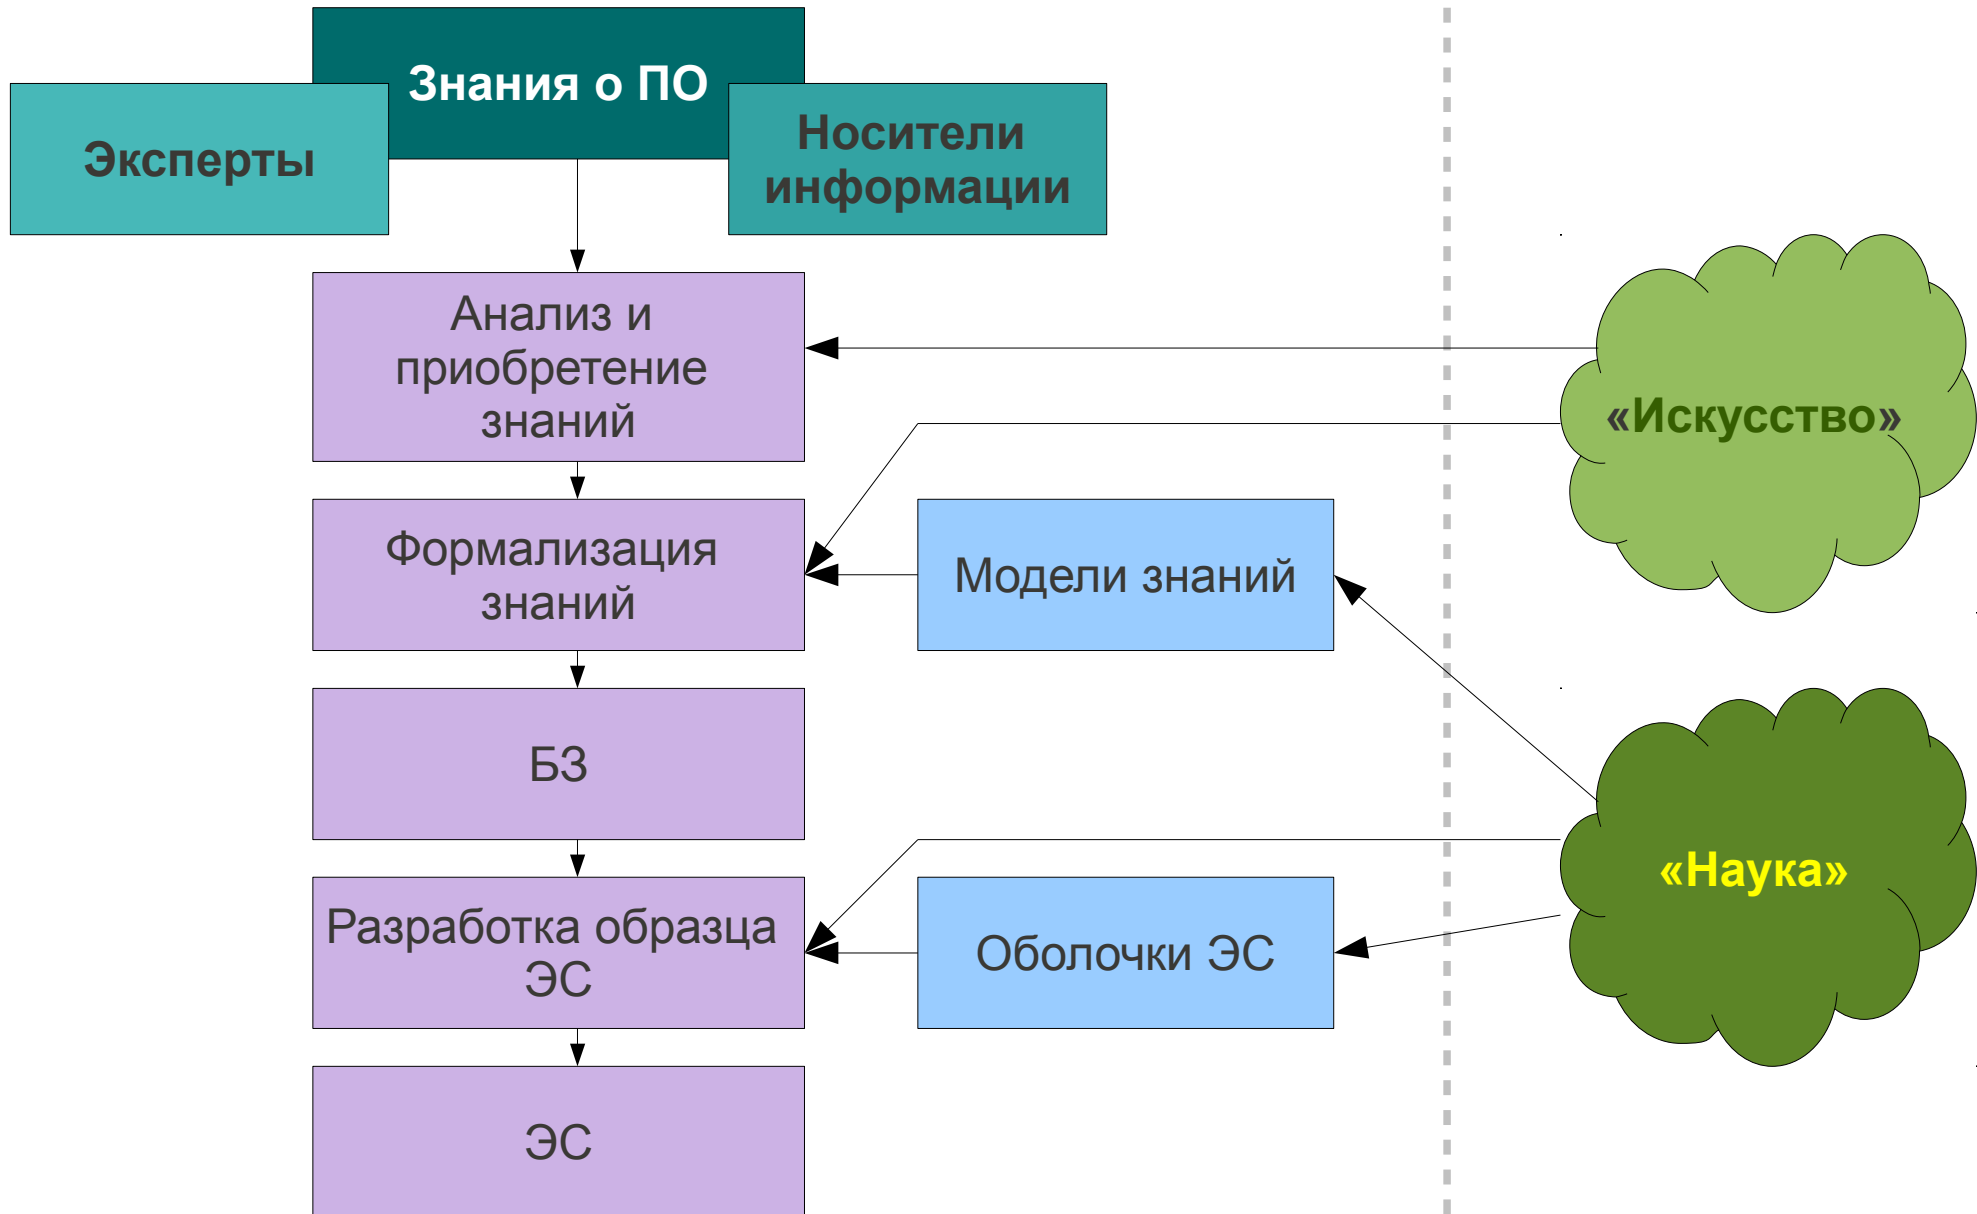 Знания о ПО
Эксперты
Носители
информации
Анализ и
приобретение
знаний
«Искусство»
Формализация
знаний
Модели знаний
БЗ
«Наука»
Разработка образца
ЭС
Оболочки ЭС
ЭС